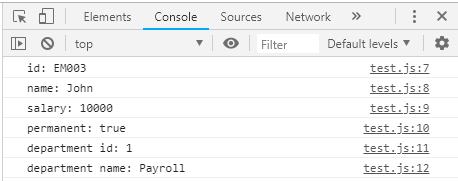 Elements Console Sources Network »
top Filter Default levels
id: EM003 test.js:7
name: John test.js:8
salary: 10000 test.js:9
permanent: true test.js:10
department id: 1 test.js:11
department name: Payroll test.js:12